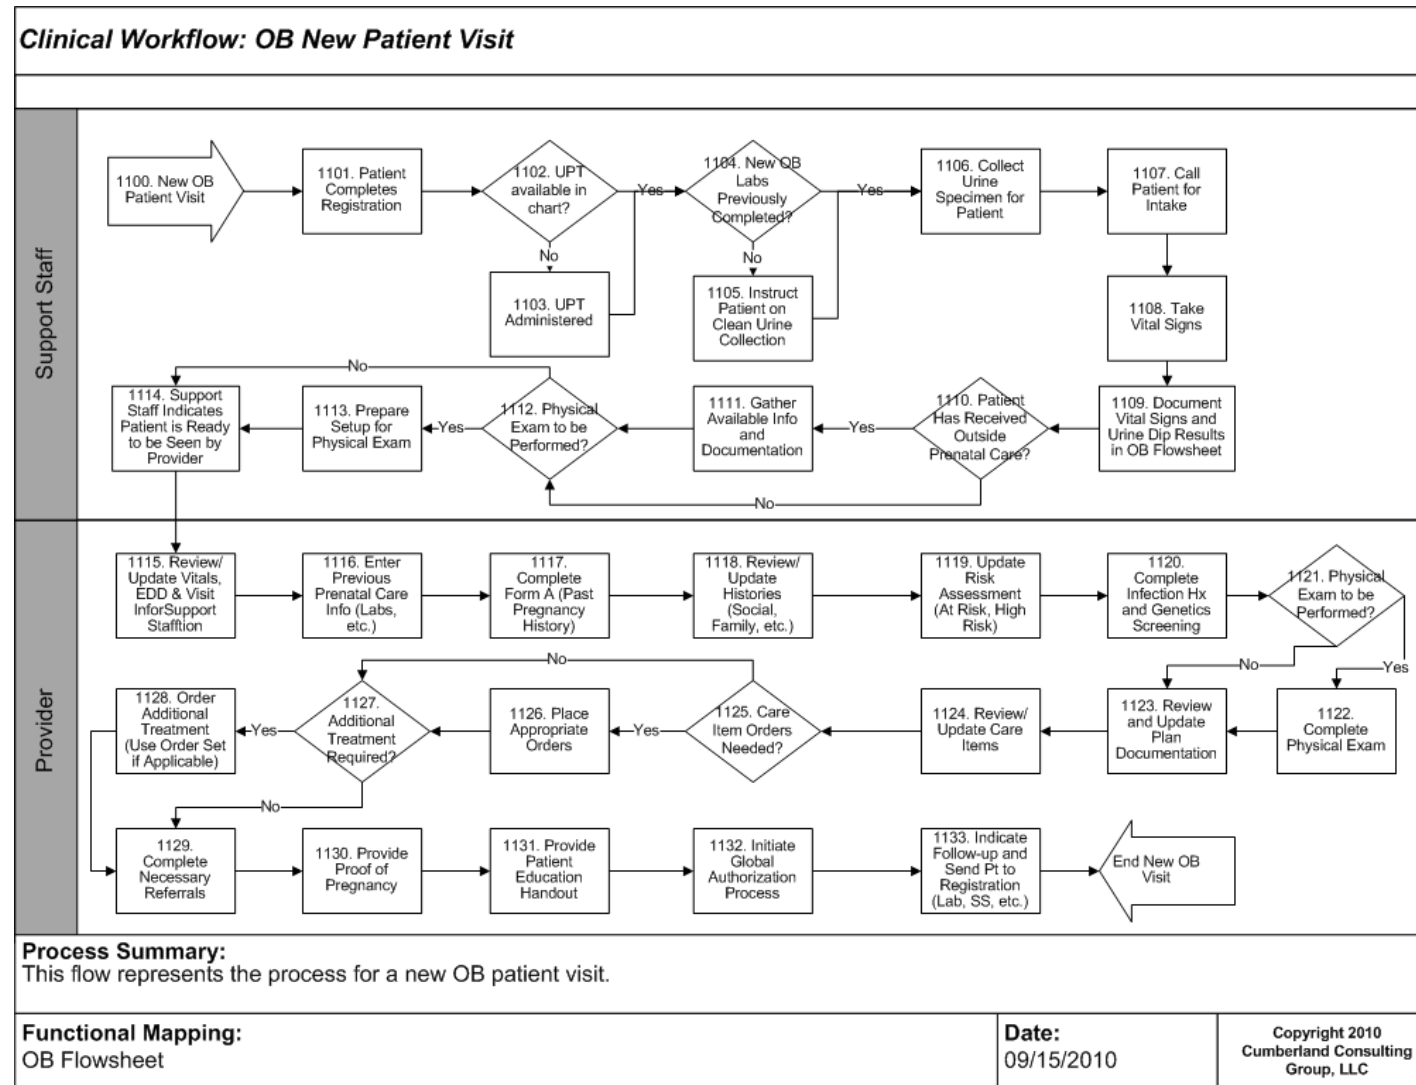 Clinical Workflow: OB New Patient Visit
Support Staff
1100. New OB
Patient Visit
1101. Patient
Completes
Registration
1102. UPT
available in
chart?
Yes
No
1103. UPT
Administered
1104. New OB
Labs
Previously
Completed?
Yes
No
1105. Instruct
Patient on
Clean Urine
Collection
1106. Collect
Urine
Specimen for
Patient
1107. Call
Patient for
Intake
1108. Take
Vital Signs
1109. Document
Vital Signs and
Urine Dip Results
in OB Flowsheet
1110. Patient
Has Received
Outside
Prenatal Care?
Yes
No
1111. Gather
Available Info
and
Documentation
1112. Physical
Exam to be
Performed?
Yes
No
1113. Prepare
Setup for
Physical Exam
1114. Support
Staff Indicates
Patient is Ready
to be Seen by
Provider
Provider
1115. Review/
Update Vitals,
EDD & Visit
InforSupport
Stafftion
1116. Enter
Previous
Prenatal Care
Info (Labs,
etc.)
1117.
Complete
Form A (Past
Pregnancy
History)
1118. Review/
Update
Histories
(Social,
Family, etc.)
1119. Update
Risk
Assessment
(At Risk, High
Risk)
1120.
Complete
Infection Hx
and Genetics
Screening
1121. Physical
Exam to be
Performed?
No
Yes
1122.
Complete
Physical Exam
1123. Review
and Update
Plan
Documentation
1124. Review/
Update Care
Items
1125. Care
Item Orders
Needed?
Yes
No
1126. Place
Appropriate
Orders
1127.
Additional
Treatment
Required?
Yes
No
1128. Order
Additional
Treatment
(Use Order Set
if Applicable)
1129.
Complete
Necessary
Referrals
1130. Provide
Proof of
Pregnancy
1131. Provide
Patient
Education
Handout
1132. Initiate
Global
Authorization
Process
1133. Indicate
Follow-up and
Send Pt to
Registration
(Lab, SS, etc.)
End New OB
Visit
Process Summary:
This flow represents the process for a new OB patient visit.
Functional Mapping:
OB Flowsheet
Date:
09/15/2010
Copyright 2010
Cumberland Consulting
Group, LLC